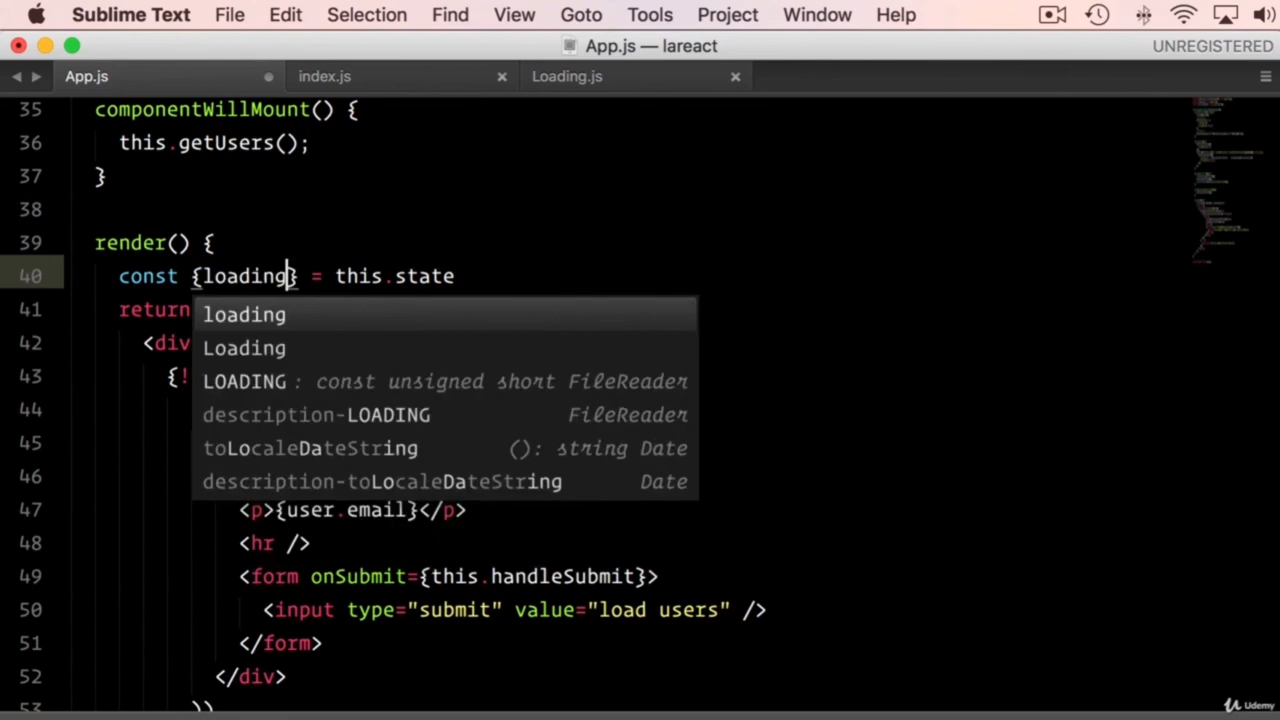 Sublime Text File Edit Selection Find View Goto Tools Project Window Help
App.js — lareact UNREGISTERED
App.js index.js Loading.js
35 componentWillMount() {
36 this.getUsers();
37 }
38
39 render() {
40 const {loading} = this.state
41 return
42 <div
43 {!
44
45
46
47 <p>{user.email}</p>
48 <hr />
49 <form onSubmit={this.handleSubmit}>
50 <input type="submit" value="load users" />
51 </form>
52 </div>
53 ))
loading
Loading
LOADING : const unsigned short FileReader
description-LOADING FileReader
toLocaleDateString (): string Date
description-toLocaleDateString Date
Udemy